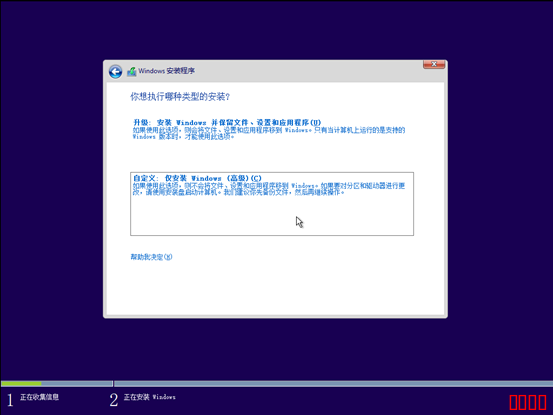 Windows 安装程序
你想执行哪种类型的安装?
升级: 安装 Windows 并保留文件、设置和应用程序(U)
如果使用此选项，则会将文件、设置和应用程序移到 Windows。只有当计算机上运行的是支持的
Windows 版本时，才能使用此选项。
自定义: 仅安装 Windows (高级)(C)
如果使用此选项，则不会将文件、设置和应用程序移到 Windows。如果要对分区和驱动器进行更
改，请使用安装盘启动计算机。我们建议你先备份文件，然后再继续操作。
帮助我决定(H)
1 正在收集信息
2 正在安装 Windows